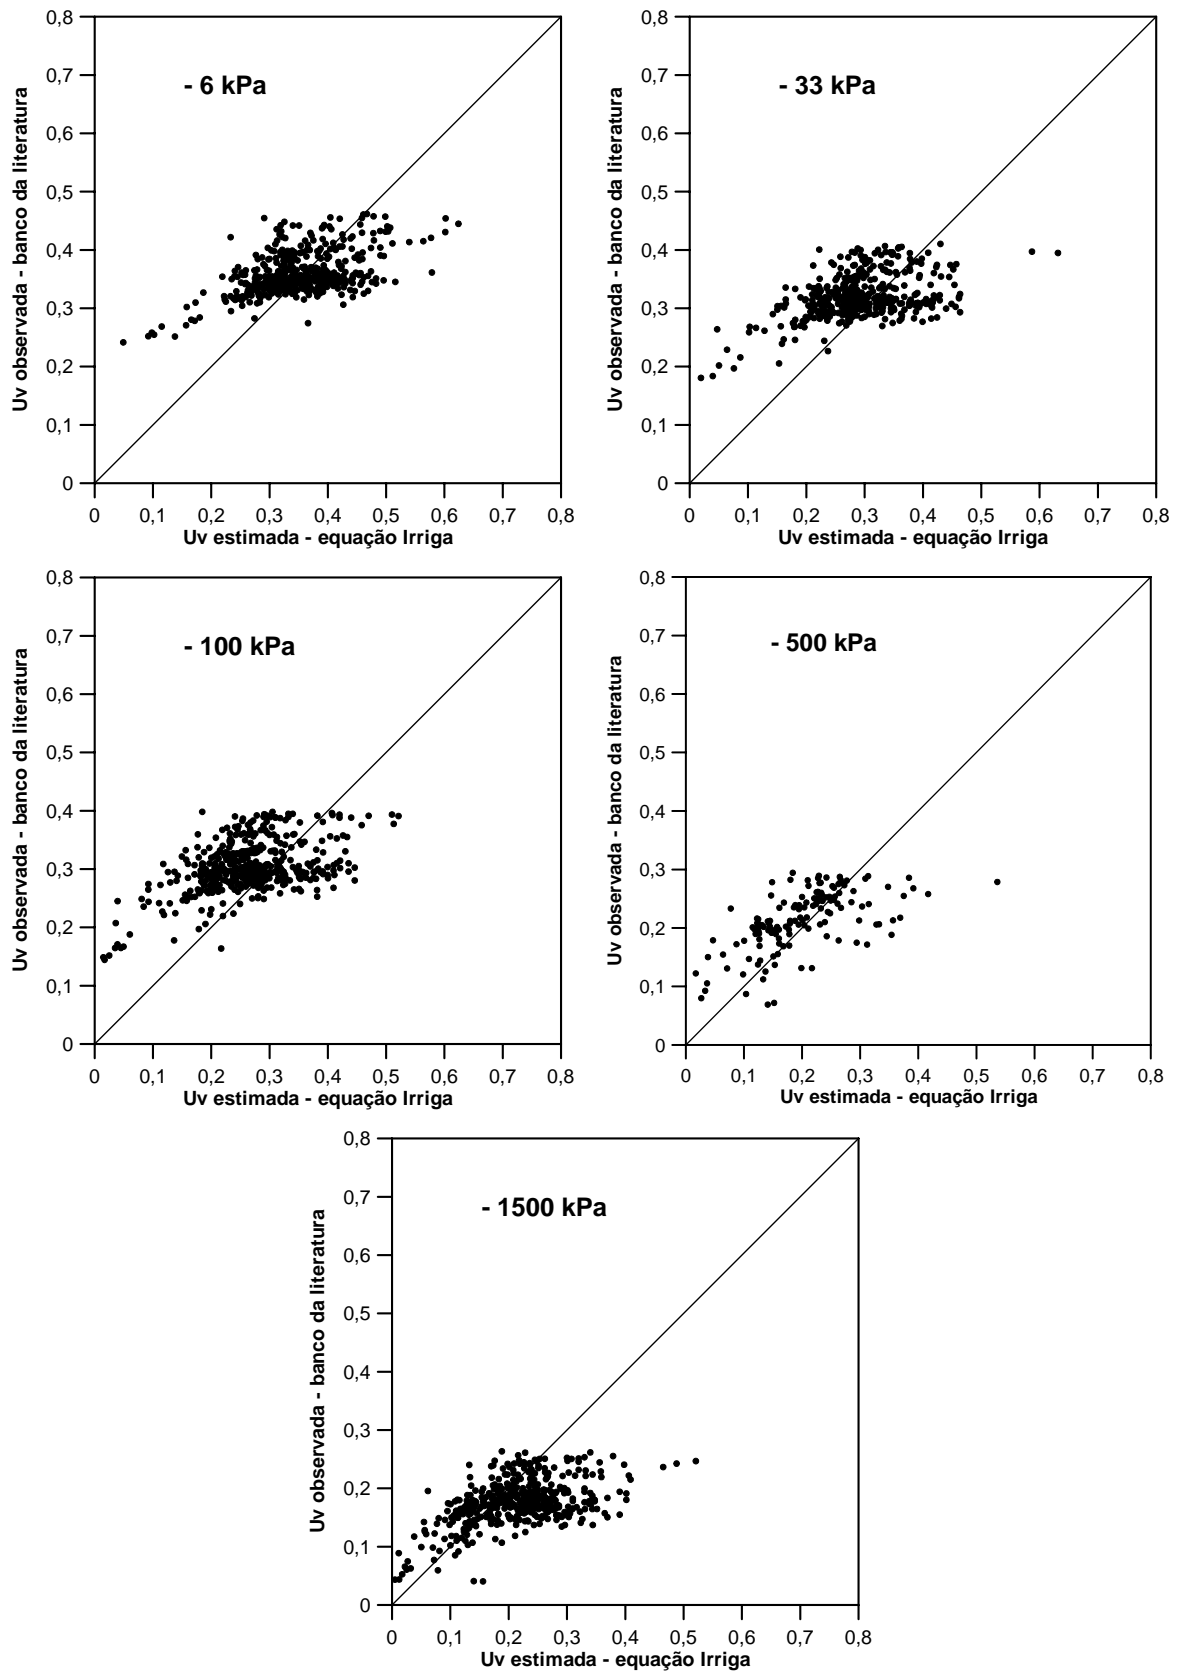 0,8
0,7
0,6
0,5
0,4
0,3
0,2
0,1
0
Uv observada - banco da literatura
- 6 kPa
0 0,1 0,2 0,3 0,4 0,5 0,6 0,7 0,8
Uv estimada - equação Irriga
0,8
0,7
0,6
0,5
0,4
0,3
0,2
0,1
0
Uv observada - banco da literatura
- 33 kPa
0 0,1 0,2 0,3 0,4 0,5 0,6 0,7 0,8
Uv estimada - equação Irriga
0,8
0,7
0,6
0,5
0,4
0,3
0,2
0,1
0
Uv observada - banco da literatura
- 100 kPa
0 0,1 0,2 0,3 0,4 0,5 0,6 0,7 0,8
Uv estimada - equação Irriga
0,8
0,7
0,6
0,5
0,4
0,3
0,2
0,1
0
Uv observada - banco da literatura
- 500 kPa
0 0,1 0,2 0,3 0,4 0,5 0,6 0,7 0,8
Uv estimada - equação Irriga
0,8
0,7
0,6
0,5
0,4
0,3
0,2
0,1
0
Uv observada - banco da literatura
- 1500 kPa
0 0,1 0,2 0,3 0,4 0,5 0,6 0,7 0,8
Uv estimada - equação Irriga